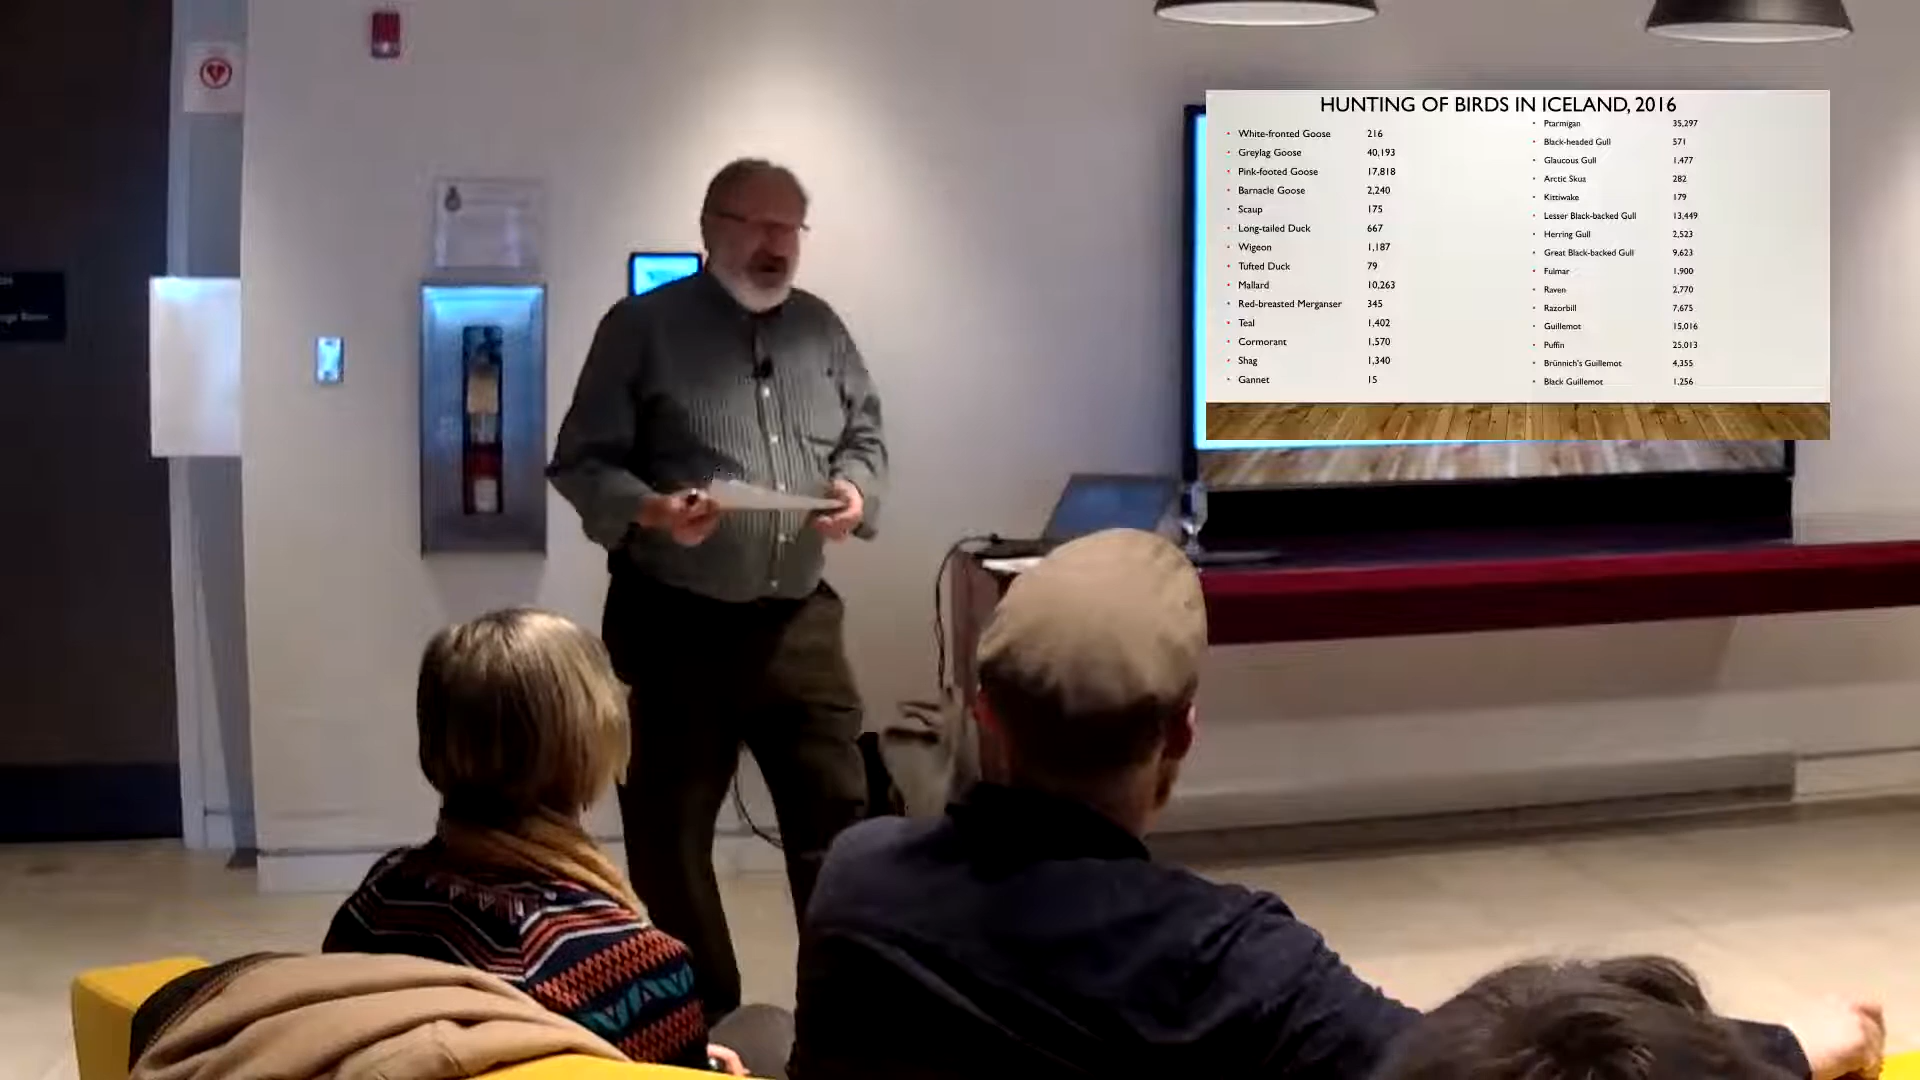 HUNTING OF BIRDS IN ICELAND, 2016
• White-fronted Goose 216
• Greylag Goose 40,193
• Pink-footed Goose 17,818
• Barnacle Goose 2,240
• Scaup 175
• Long-tailed Duck 667
• Wigeon 1,187
• Tufted Duck 79
• Mallard 10,263
• Red-breasted Merganser 345
• Teal 1,402
• Cormorant 1,570
• Shag 1,340
• Gannet 15
• Ptarmigan 35,297
• Black-headed Gull 571
• Glaucous Gull 1,477
• Arctic Skua 282
• Kittiwake 179
• Lesser Black-backed Gull 13,449
• Herring Gull 2,523
• Great Black-backed Gull 9,623
• Fulmar 1,900
• Raven 2,770
• Razorbill 7,675
• Guillemot 15,016
• Puffin 25,013
• Brünnich's Guillemot 4,355
• Black Guillemot 1,256